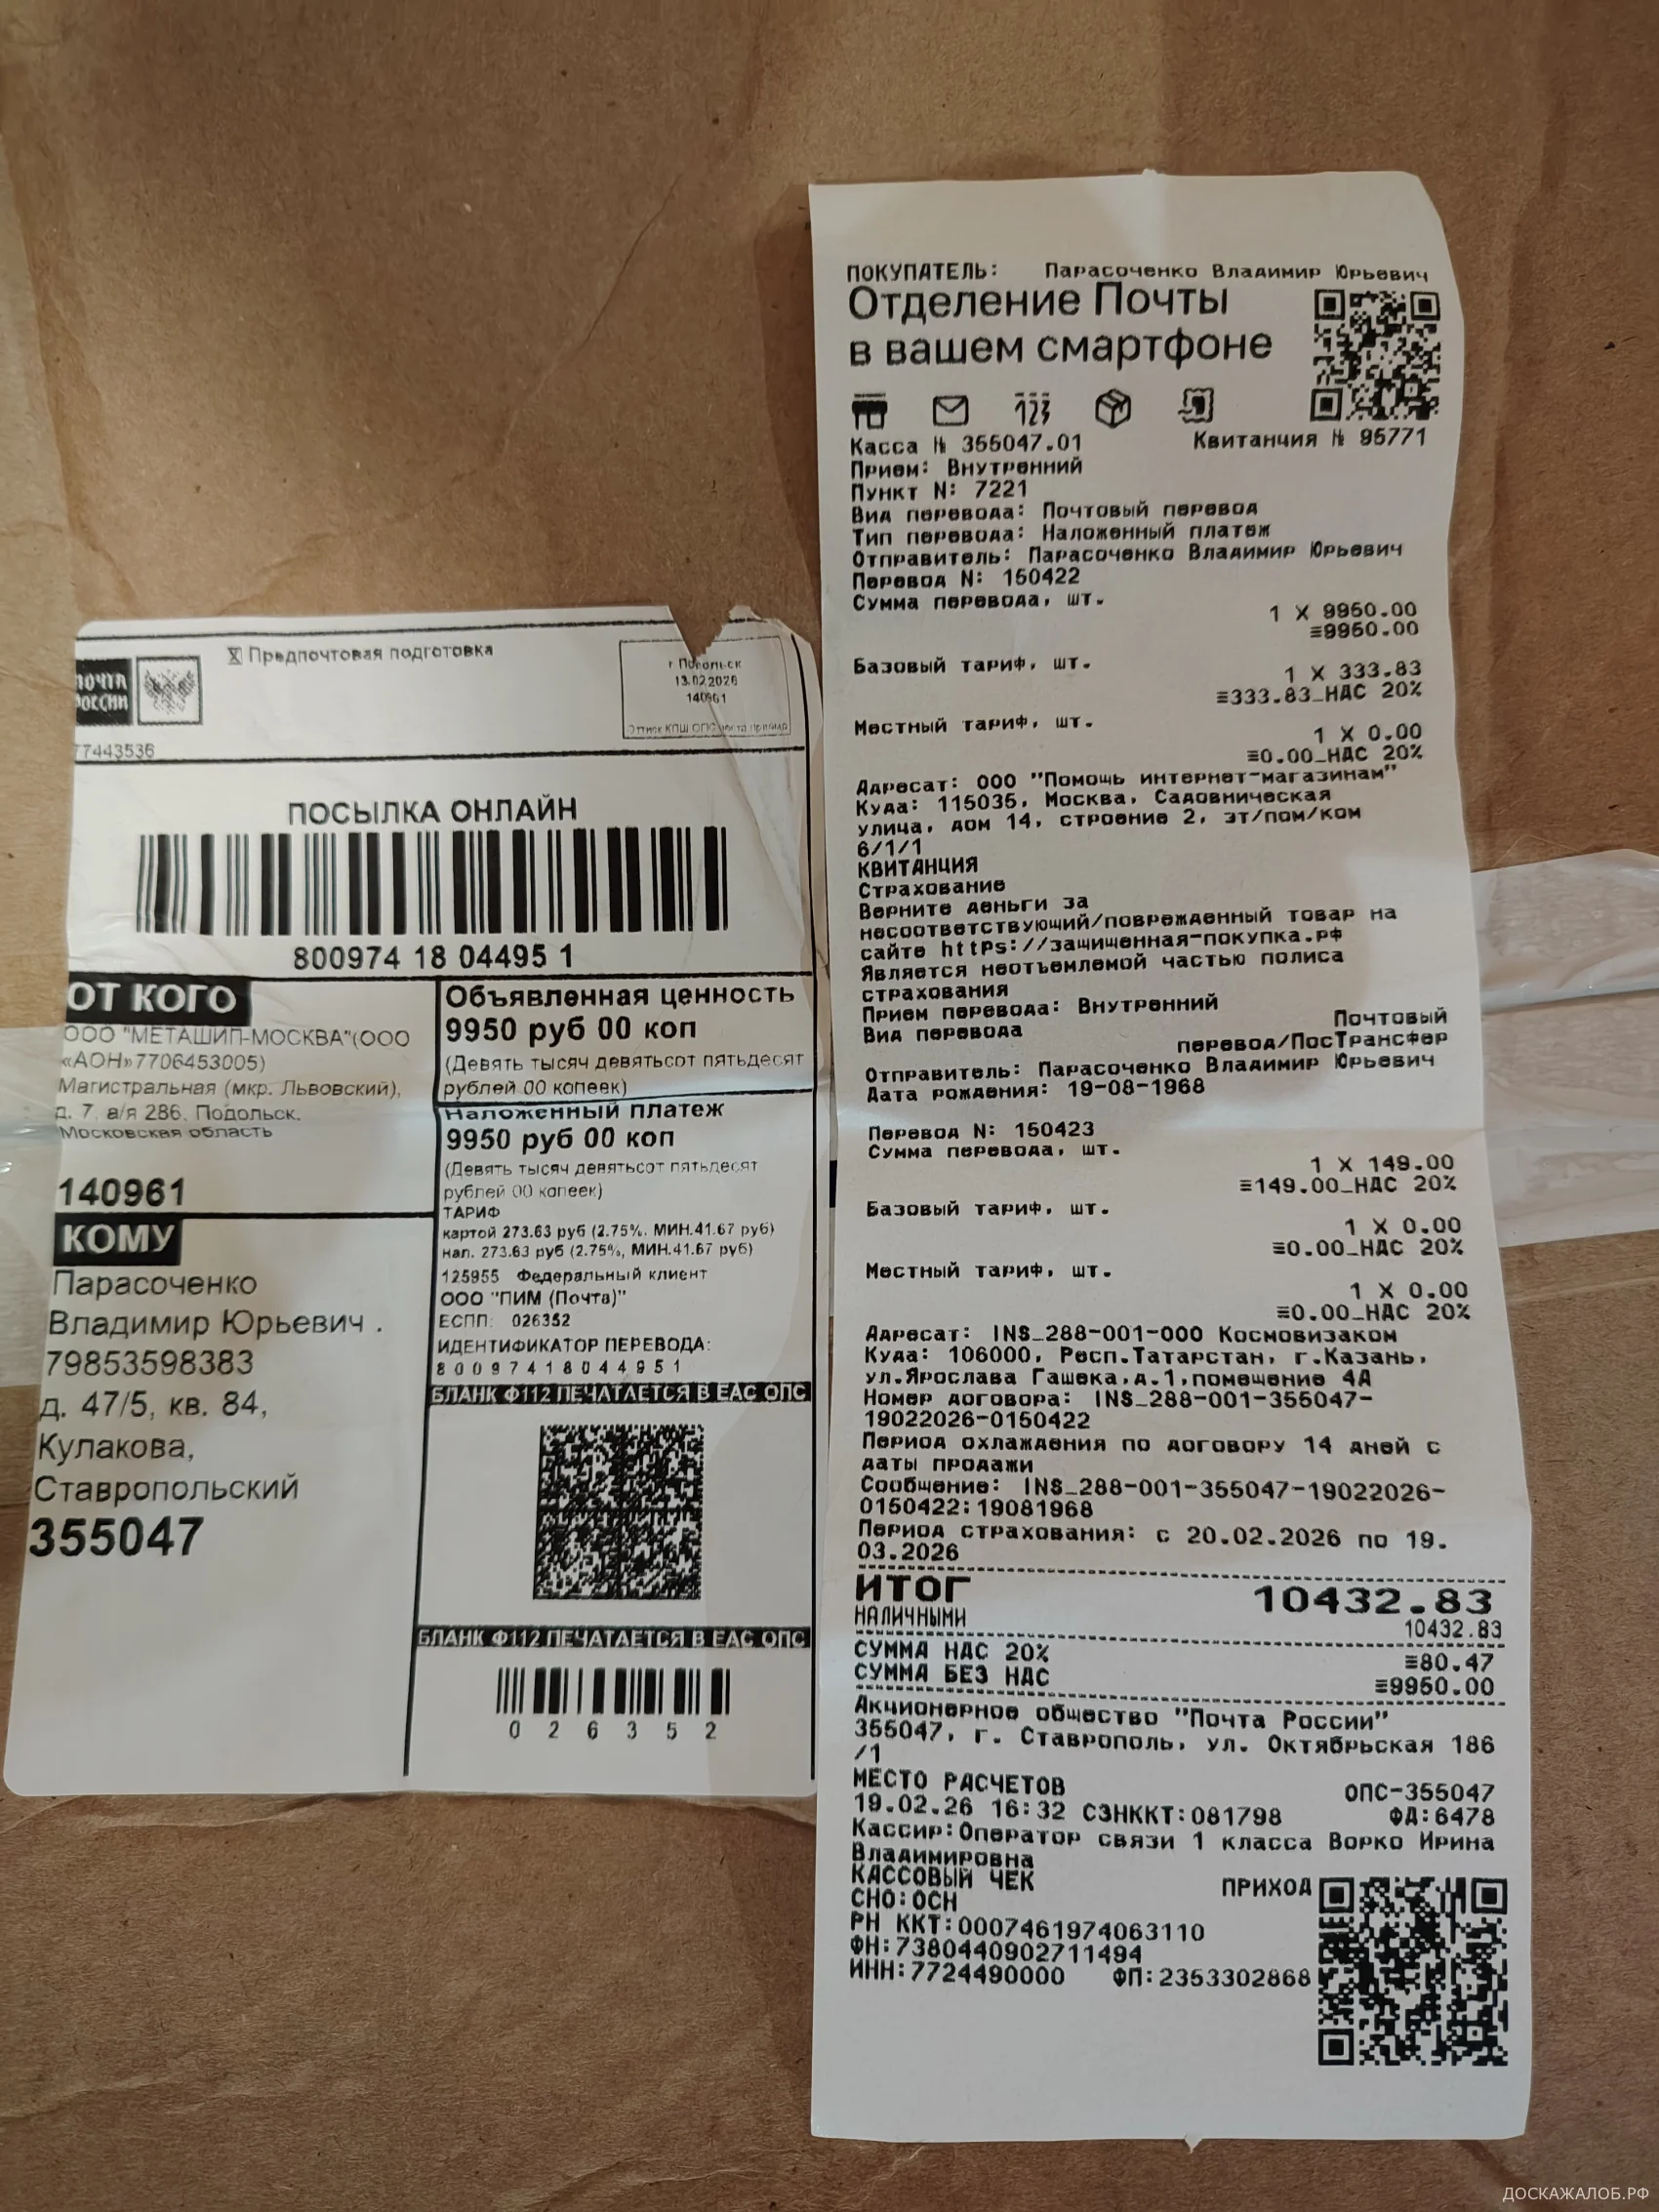 Предпочтовая подготовка
ПОЧТА
РОССИИ
г Подольск
13.02.2026
140961
77443536
ПОСЫЛКА ОНЛАЙН
800974 18 04495 1
ОТ КОГО
ООО "МЕТАШИП-МОСКВА"(ООО
«АОН»7706453005)
Магистральная (мкр. Львовский),
д. 7, а/я 286, Подольск,
Московская область
140961
КОМУ
Парасоченко
Владимир Юрьевич .
79853598383
д. 47/5, кв. 84,
Кулакова,
Ставропольский
355047
Объявленная ценность
9950 руб 00 коп
(Девять тысяч девятьсот пятьдесят
рублей 00 копеек)
Наложенный платеж
9950 руб 00 коп
(Девять тысяч девятьсот пятьдесят
рублей 00 копеек)
ТАРИФ
картой 273.63 руб (2.75%, МИН.41.67 руб)
нал. 273.63 руб (2.75%, МИН.41.67 руб)
125955 Федеральный клиент
ООО "ПИМ (Почта)"
ЕСПП: 026352
ИДЕНТИФИКАТОР ПЕРЕВОДА:
80097418044951
БЛАНК Ф112 ПЕЧАТАЕТСЯ В ЕАС ОПС
БЛАНК Ф112 ПЕЧАТАЕТСЯ В ЕАС ОПС
026352
ПОКУПАТЕЛЬ: Парасоченко Владимир Юрьевич
Отделение Почты
в вашем смартфоне
123
Касса № 355047.01 Квитанция № 95771
Прием: Внутренний
Пункт N: 7221
Вид перевода: Почтовый перевод
Тип перевода: Наложенный платеж
Отправитель: Парасоченко Владимир Юрьевич
Перевод N: 150422
Сумма перевода, шт.
1 X 9950.00
≡9950.00
Базовый тариф, шт.
1 X 333.83
≡333.83_НДС 20%
Местный тариф, шт.
1 X 0.00
≡0.00_НДС 20%
Адресат: ООО "Помощь интернет-магазинам"
Куда: 115035, Москва, Садовническая
улица, дом 14, строение 2, эт/пом/ком
6/1/1
КВИТАНЦИЯ
Страхование
Верните деньги за
несоответствующий/поврежденный товар на
сайте https://защищенная-покупка.рф
Является неотъемлемой частью полиса
страхования
Прием перевода: Внутренний
Вид перевода Почтовый
перевод/ПосТрансфер
Отправитель: Парасоченко Владимир Юрьевич
Дата рождения: 19-08-1968
Перевод N: 150423
Сумма перевода, шт.
1 X 149.00
≡149.00_НДС 20%
Базовый тариф, шт.
1 X 0.00
≡0.00_НДС 20%
Местный тариф, шт.
1 X 0.00
≡0.00_НДС 20%
Адресат: INS_288-001-000 Космовизаком
Куда: 106000, Респ.Татарстан, г.Казань,
ул.Ярослава Гашека,д.1,помещение 4А
Номер договора: INS_288-001-355047-
19022026-0150422
Период охлаждения по договору 14 дней с
даты продажи
Сообщение: INS_288-001-355047-19022026-
0150422:19081968
Период страхования: с 20.02.2026 по 19.
03.2026
ИТОГ 10432.83
НАЛИЧНЫМИ 10432.83
СУММА НДС 20% ≡80.47
СУММА БЕЗ НДС ≡9950.00
Акционерное общество "Почта России"
355047, г. Ставрополь, ул. Октябрьская 186
/1
МЕСТО РАСЧЕТОВ ОПС-355047
19.02.26 16:32 СЗНККТ:081798 ФД:6478
Кассир:Оператор связи 1 класса Ворко Ирина
Владимировна
КАССОВЫЙ ЧЕК ПРИХОД
СНО:ОСН
РН ККТ:0007461974063110
ФН:7380440902711494
ИНН:7724490000 ФП:2353302868
ДОСКАЖАЛОБ.РФ